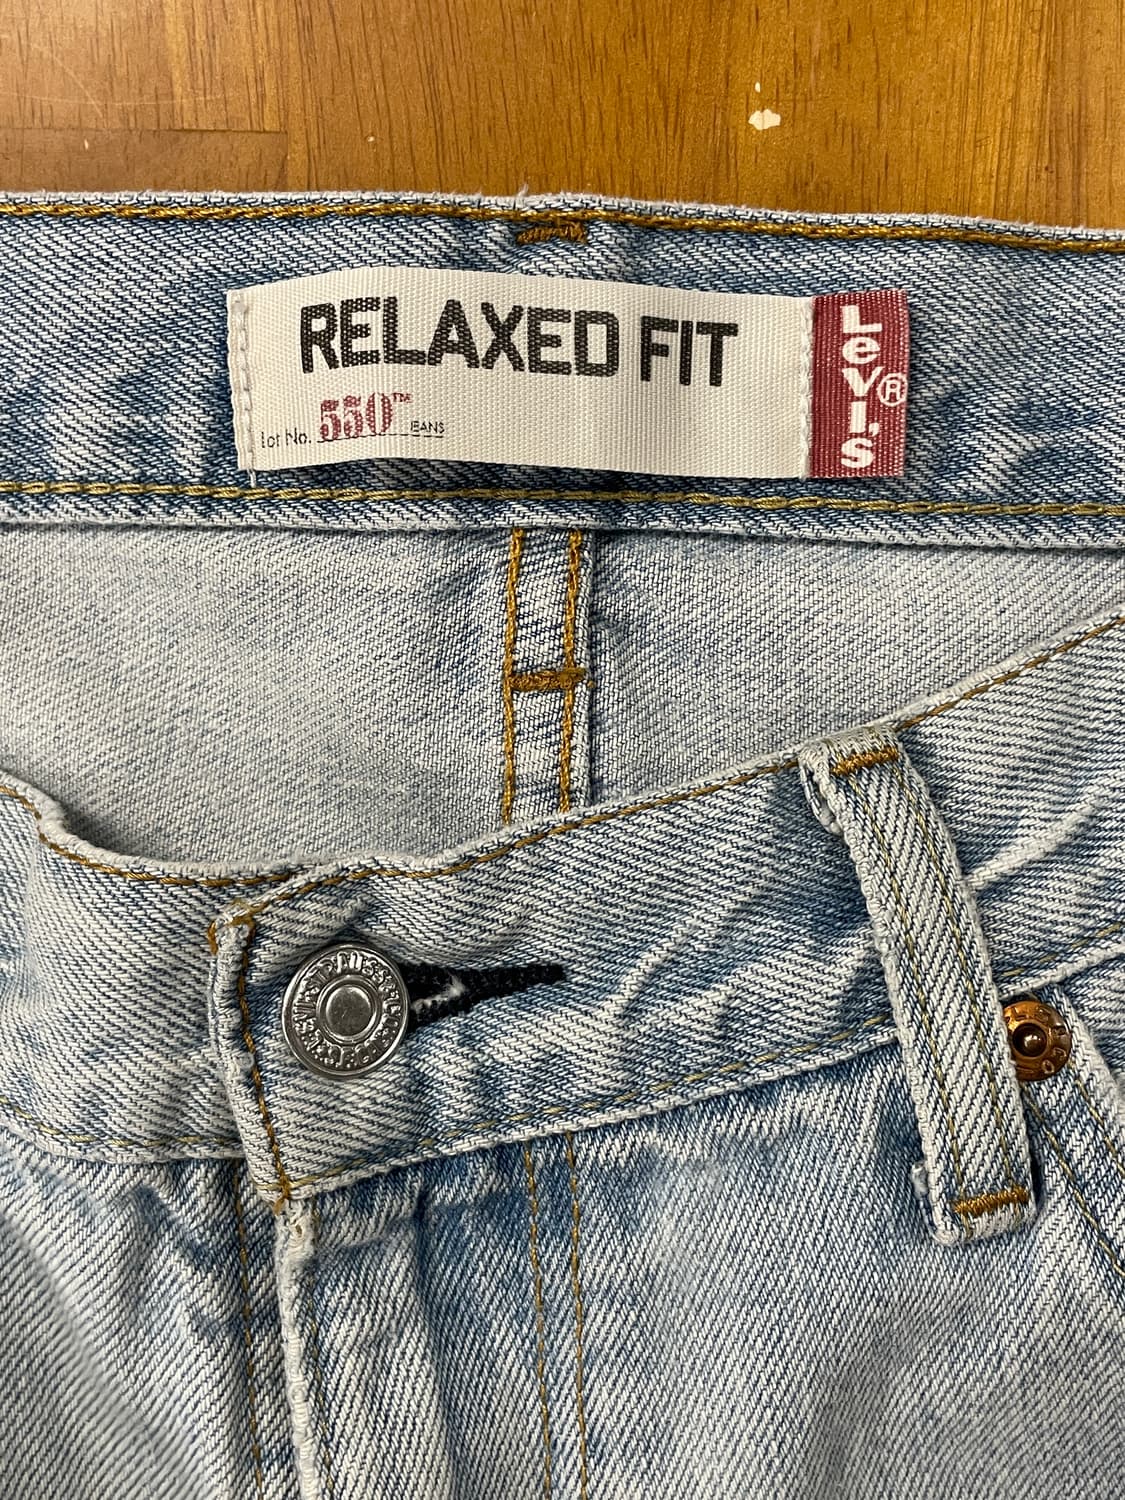 RELAXED FIT
Lot No. 550™ JEANS
Levi's®